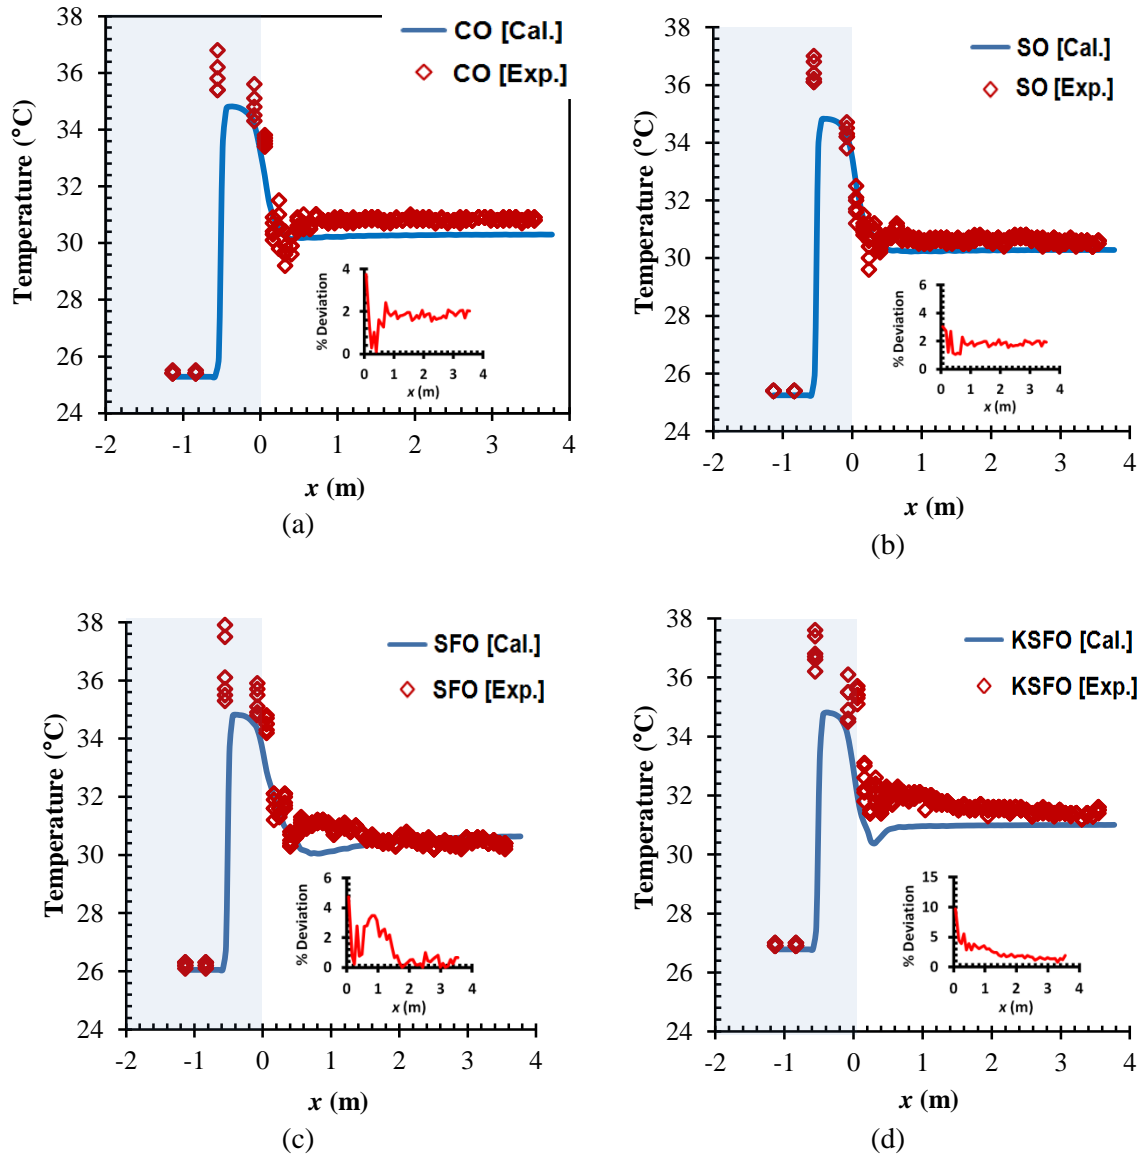 38
36
34
32
30
28
26
24
Temperature (°C)
CO [Cal.]
CO [Exp.]
4
2
0
% Deviation
0 1 2 3 4
x (m)
-2 -1 0 1 2 3 4
x (m)
(a)
38
36
34
32
30
28
26
24
Temperature (°C)
SO [Cal.]
SO [Exp.]
6
4
2
0
% Deviation
0 1 2 3 4
x (m)
-2 -1 0 1 2 3 4
x (m)
(b)
38
36
34
32
30
28
26
24
Temperature (°C)
SFO [Cal.]
SFO [Exp.]
6
4
2
0
% Deviation
0 1 2 3 4
x (m)
-2 -1 0 1 2 3 4
x (m)
(c)
38
36
34
32
30
28
26
24
Temperature (°C)
KSFO [Cal.]
KSFO [Exp.]
15
10
5
0
% Deviation
0 1 2 3 4
x (m)
-2 -1 0 1 2 3 4
x (m)
(d)